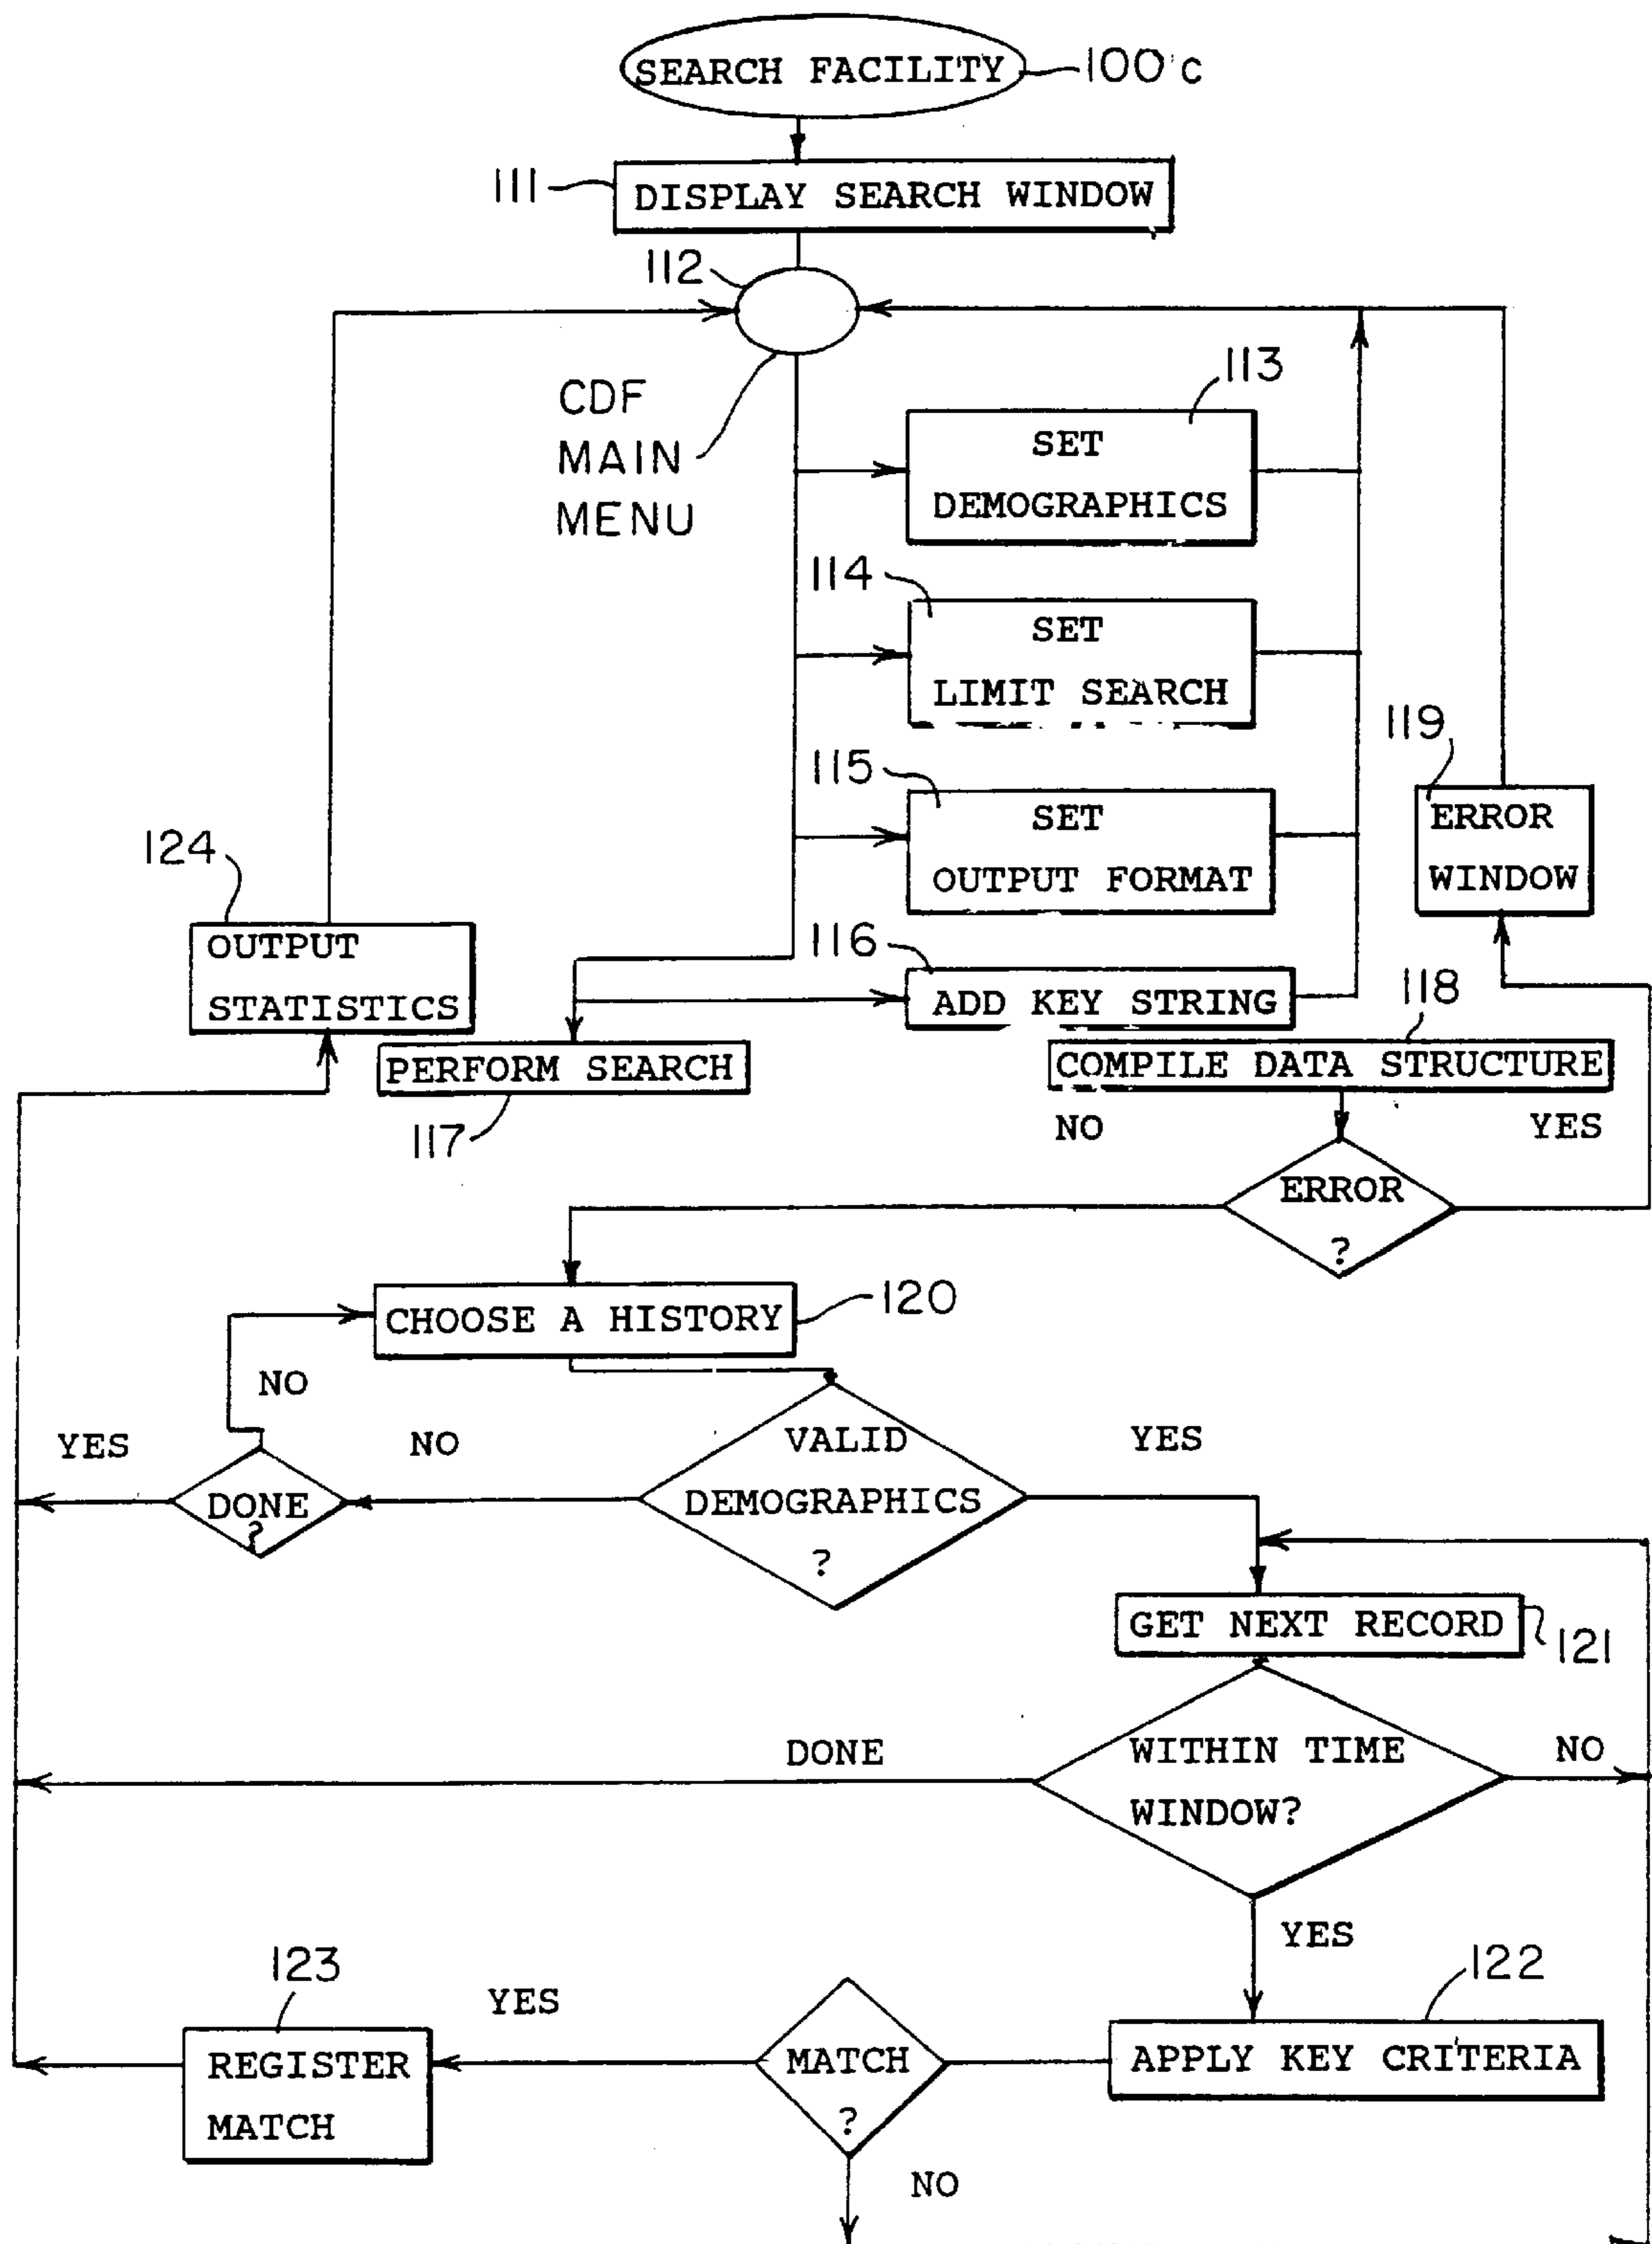 SEARCH FACILITY
100'c
111
DISPLAY SEARCH WINDOW
112
CDF
MAIN
MENU
113
SET
DEMOGRAPHICS
114
SET
LIMIT SEARCH
119
115
SET
OUTPUT FORMAT
ERROR
WINDOW
124
OUTPUT
STATISTICS
116
ADD KEY STRING
118
PERFORM SEARCH
COMPILE DATA STRUCTURE
117
NO
YES
ERROR
?
CHOOSE A HISTORY
120
NO
YES
NO
VALID
DEMOGRAPHICS
?
YES
DONE
?
GET NEXT RECORD
121
DONE
WITHIN TIME
WINDOW?
NO
YES
123
YES
122
REGISTER
MATCH
MATCH
?
APPLY KEY CRITERIA
NO